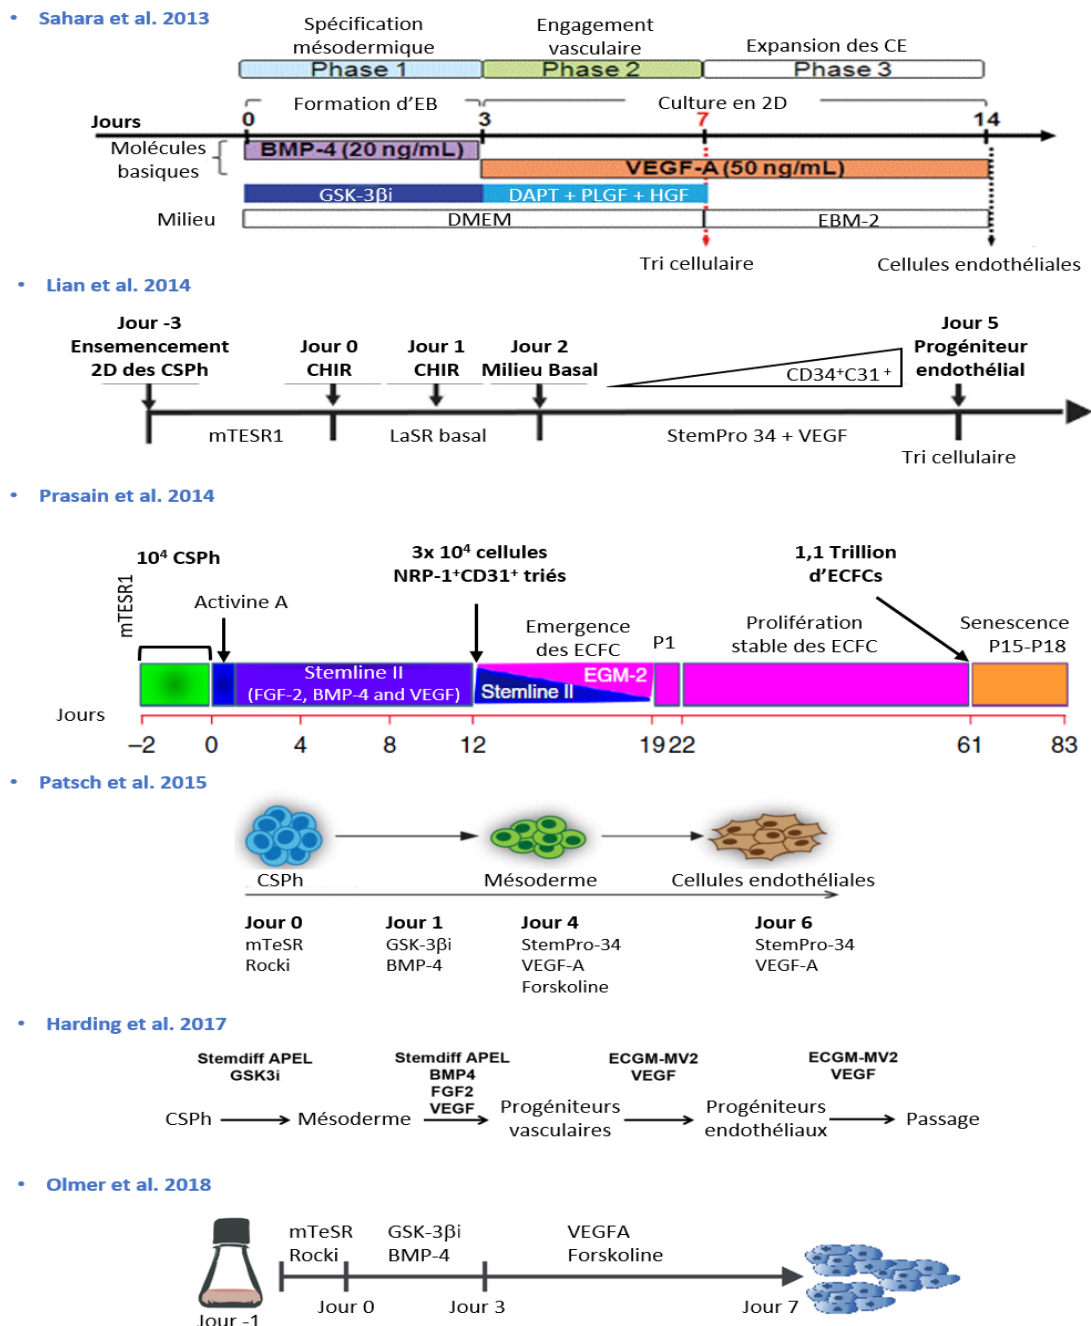 • Sahara et al. 2013
Spécification
mésodermique
Engagement
vasculaire
Expansion des CE
Phase 1
Phase 2
Phase 3
Formation d'EB
Culture en 2D
Jours
0
3
7
14
Molécules
basiques
BMP-4 (20 ng/mL)
VEGF-A (50 ng/mL)
GSK-3βi
DAPT + PLGF + HGF
Milieu
DMEM
EBM-2
Tri cellulaire
Cellules endothéliales
• Lian et al. 2014
Jour -3
Ensemencement
2D des CSPh
Jour 0
CHIR
Jour 1
CHIR
Jour 2
Milieu Basal
Jour 5
Progéniteur
endothélial
CD34⁺C31⁺
mTESR1
LaSR basal
StemPro 34 + VEGF
Tri cellulaire
• Prasain et al. 2014
mTESR1
10⁴ CSPh
Activine A
3x 10⁴ cellules
NRP-1⁺CD31⁺ triés
1,1 Trillion
d'ECFCs
Emergence
des ECFC
P1
Prolifération
stable des ECFC
Senescence
P15-P18
Stemline II
(FGF-2, BMP-4 and VEGF)
EGM-2
Stemline II
Jours
–2
0
4
8
12
19
22
61
83
• Patsch et al. 2015
CSPh
Mésoderme
Cellules endothéliales
Jour 0
mTeSR
Rocki
Jour 1
GSK-3βi
BMP-4
Jour 4
StemPro-34
VEGF-A
Forskoline
Jour 6
StemPro-34
VEGF-A
• Harding et al. 2017
Stemdiff APEL
GSK3i
Stemdiff APEL
BMP4
FGF2
VEGF
ECGM-MV2
VEGF
ECGM-MV2
VEGF
CSPh
Mésoderme
Progéniteurs
vasculaires
Progéniteurs
endothéliaux
Passage
• Olmer et al. 2018
mTeSR
Rocki
GSK-3βi
BMP-4
VEGFA
Forskoline
Jour -1
Jour 0
Jour 3
Jour 7